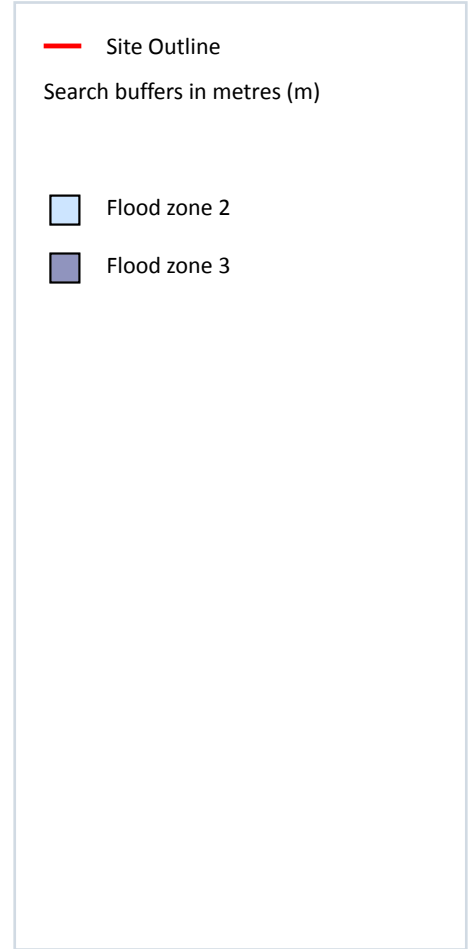 Site Outline
Search buffers in metres (m)
Flood zone 2
Flood zone 3